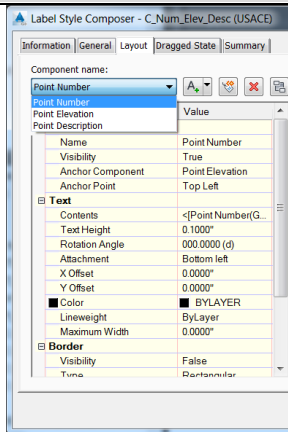 Label Style Composer - C_Num_Elev_Desc (USACE)
Information General Layout Dragged State Summary
Component name:
Point Number
Point Number
Point Elevation
Point Description
Value
Name Point Number
Visibility True
Anchor Component Point Elevation
Anchor Point Top Left
Text
Contents <[Point Number(G...
Text Height 0.1000"
Rotation Angle 000.0000 (d)
Attachment Bottom left
X Offset 0.0000"
Y Offset 0.0000"
Color BYLAYER
Lineweight ByLayer
Maximum Width 0.0000"
Border
Visibility False
Type Rectangular